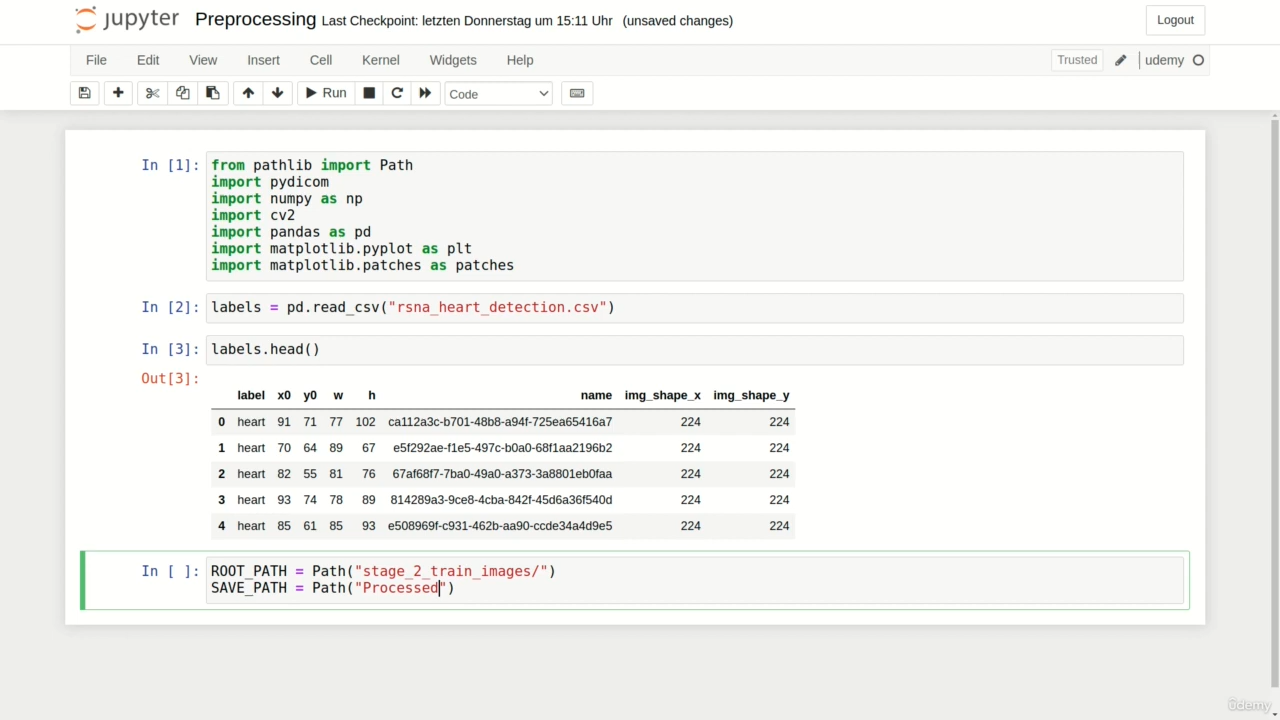 jupyter Preprocessing Last Checkpoint: letzten Donnerstag um 15:11 Uhr (unsaved changes) Logout
File Edit View Insert Cell Kernel Widgets Help Trusted udemy
Run Code
In [1]: from pathlib import Path
import pydicom
import numpy as np
import cv2
import pandas as pd
import matplotlib.pyplot as plt
import matplotlib.patches as patches
In [2]: labels = pd.read_csv("rsna_heart_detection.csv")
In [3]: labels.head()
Out[3]:
label x0 y0 w h name img_shape_x img_shape_y
0 heart 91 71 77 102 ca112a3c-b701-48b8-a94f-725ea65416a7 224 224
1 heart 70 64 89 67 e5f292ae-f1e5-497c-b0a0-68f1aa2196b2 224 224
2 heart 82 55 81 76 67af68f7-7ba0-49a0-a373-3a8801eb0faa 224 224
3 heart 93 74 78 89 814289a3-9ce8-4cba-842f-45d6a36f540d 224 224
4 heart 85 61 85 93 e508969f-c931-462b-aa90-ccde34a4d9e5 224 224
In [ ]: ROOT_PATH = Path("stage_2_train_images/")
SAVE_PATH = Path("Processed")
udemy